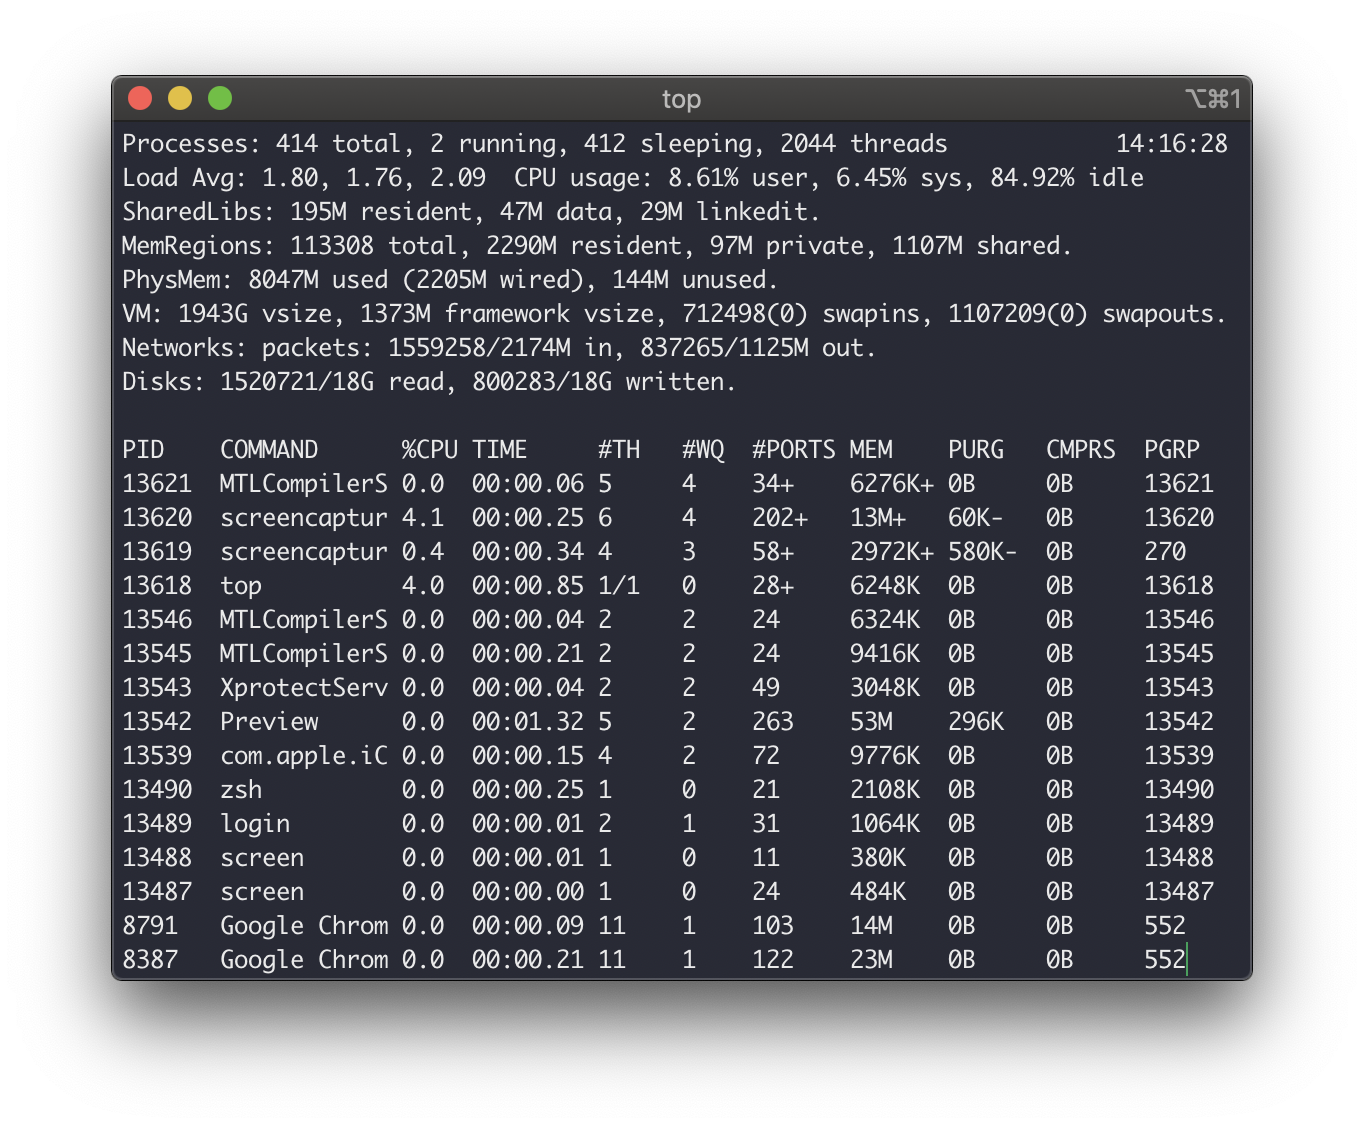 top ⌥⌘1
Processes: 414 total, 2 running, 412 sleeping, 2044 threads 14:16:28
Load Avg: 1.80, 1.76, 2.09 CPU usage: 8.61% user, 6.45% sys, 84.92% idle
SharedLibs: 195M resident, 47M data, 29M linkedit.
MemRegions: 113308 total, 2290M resident, 97M private, 1107M shared.
PhysMem: 8047M used (2205M wired), 144M unused.
VM: 1943G vsize, 1373M framework vsize, 712498(0) swapins, 1107209(0) swapouts.
Networks: packets: 1559258/2174M in, 837265/1125M out.
Disks: 1520721/18G read, 800283/18G written.
PID COMMAND %CPU TIME #TH #WQ #PORTS MEM PURG CMPRS PGRP
13621 MTLCompilerS 0.0 00:00.06 5 4 34+ 6276K+ 0B 0B 13621
13620 screencaptur 4.1 00:00.25 6 4 202+ 13M+ 60K- 0B 13620
13619 screencaptur 0.4 00:00.34 4 3 58+ 2972K+ 580K- 0B 270
13618 top 4.0 00:00.85 1/1 0 28+ 6248K 0B 0B 13618
13546 MTLCompilerS 0.0 00:00.04 2 2 24 6324K 0B 0B 13546
13545 MTLCompilerS 0.0 00:00.21 2 2 24 9416K 0B 0B 13545
13543 XprotectServ 0.0 00:00.04 2 2 49 3048K 0B 0B 13543
13542 Preview 0.0 00:01.32 5 2 263 53M 296K 0B 13542
13539 com.apple.iC 0.0 00:00.15 4 2 72 9776K 0B 0B 13539
13490 zsh 0.0 00:00.25 1 0 21 2108K 0B 0B 13490
13489 login 0.0 00:00.01 2 1 31 1064K 0B 0B 13489
13488 screen 0.0 00:00.01 1 0 11 380K 0B 0B 13488
13487 screen 0.0 00:00.00 1 0 24 484K 0B 0B 13487
8791 Google Chrom 0.0 00:00.09 11 1 103 14M 0B 0B 552
8387 Google Chrom 0.0 00:00.21 11 1 122 23M 0B 0B 552